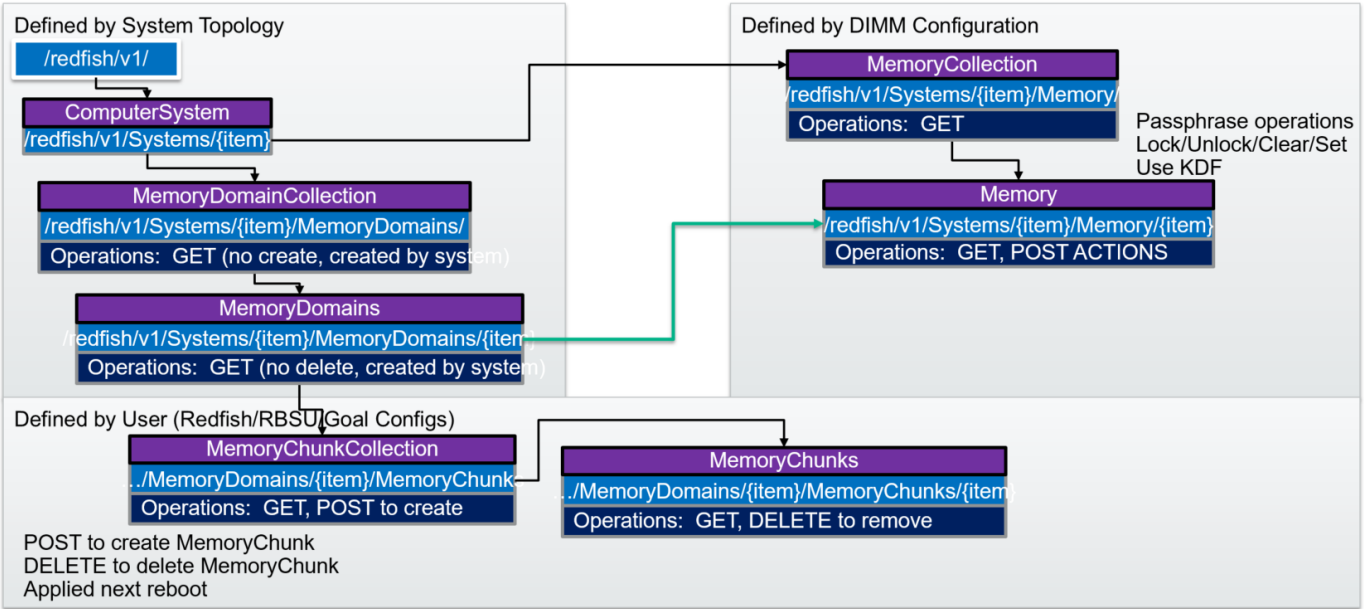 Defined by System Topology
/redfish/v1/
ComputerSystem
/redfish/v1/Systems/{item}
MemoryDomainCollection
/redfish/v1/Systems/{item}/MemoryDomains/
Operations: GET (no create, created by system)
MemoryDomains
/redfish/v1/Systems/{item}/MemoryDomains/{item}
Operations: GET (no delete, created by system)
Defined by DIMM Configuration
MemoryCollection
/redfish/v1/Systems/{item}/Memory/
Operations: GET
Passphrase operations
Lock/Unlock/Clear/Set
Use KDF
Memory
/redfish/v1/Systems/{item}/Memory/{item}
Operations: GET, POST ACTIONS
Defined by User (Redfish/RBSU/Goal Configs)
MemoryChunkCollection
…/MemoryDomains/{item}/MemoryChunks
Operations: GET, POST to create
MemoryChunks
…/MemoryDomains/{item}/MemoryChunks/{item}
Operations: GET, DELETE to remove
POST to create MemoryChunk
DELETE to delete MemoryChunk
Applied next reboot